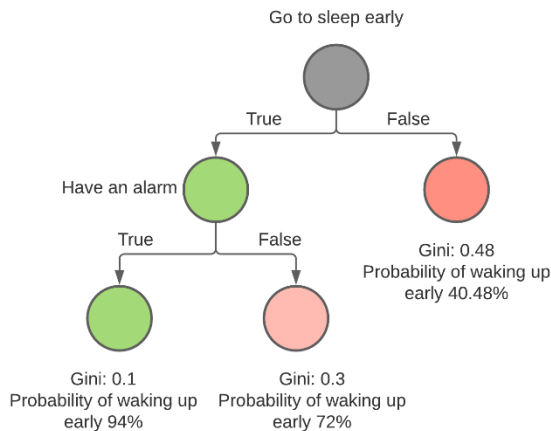 Go to sleep early
True
False
Have an alarm
True
False
Gini: 0.48
Probability of waking up
early 40.48%
Gini: 0.1
Probability of waking up
early 94%
Gini: 0.3
Probability of waking up
early 72%